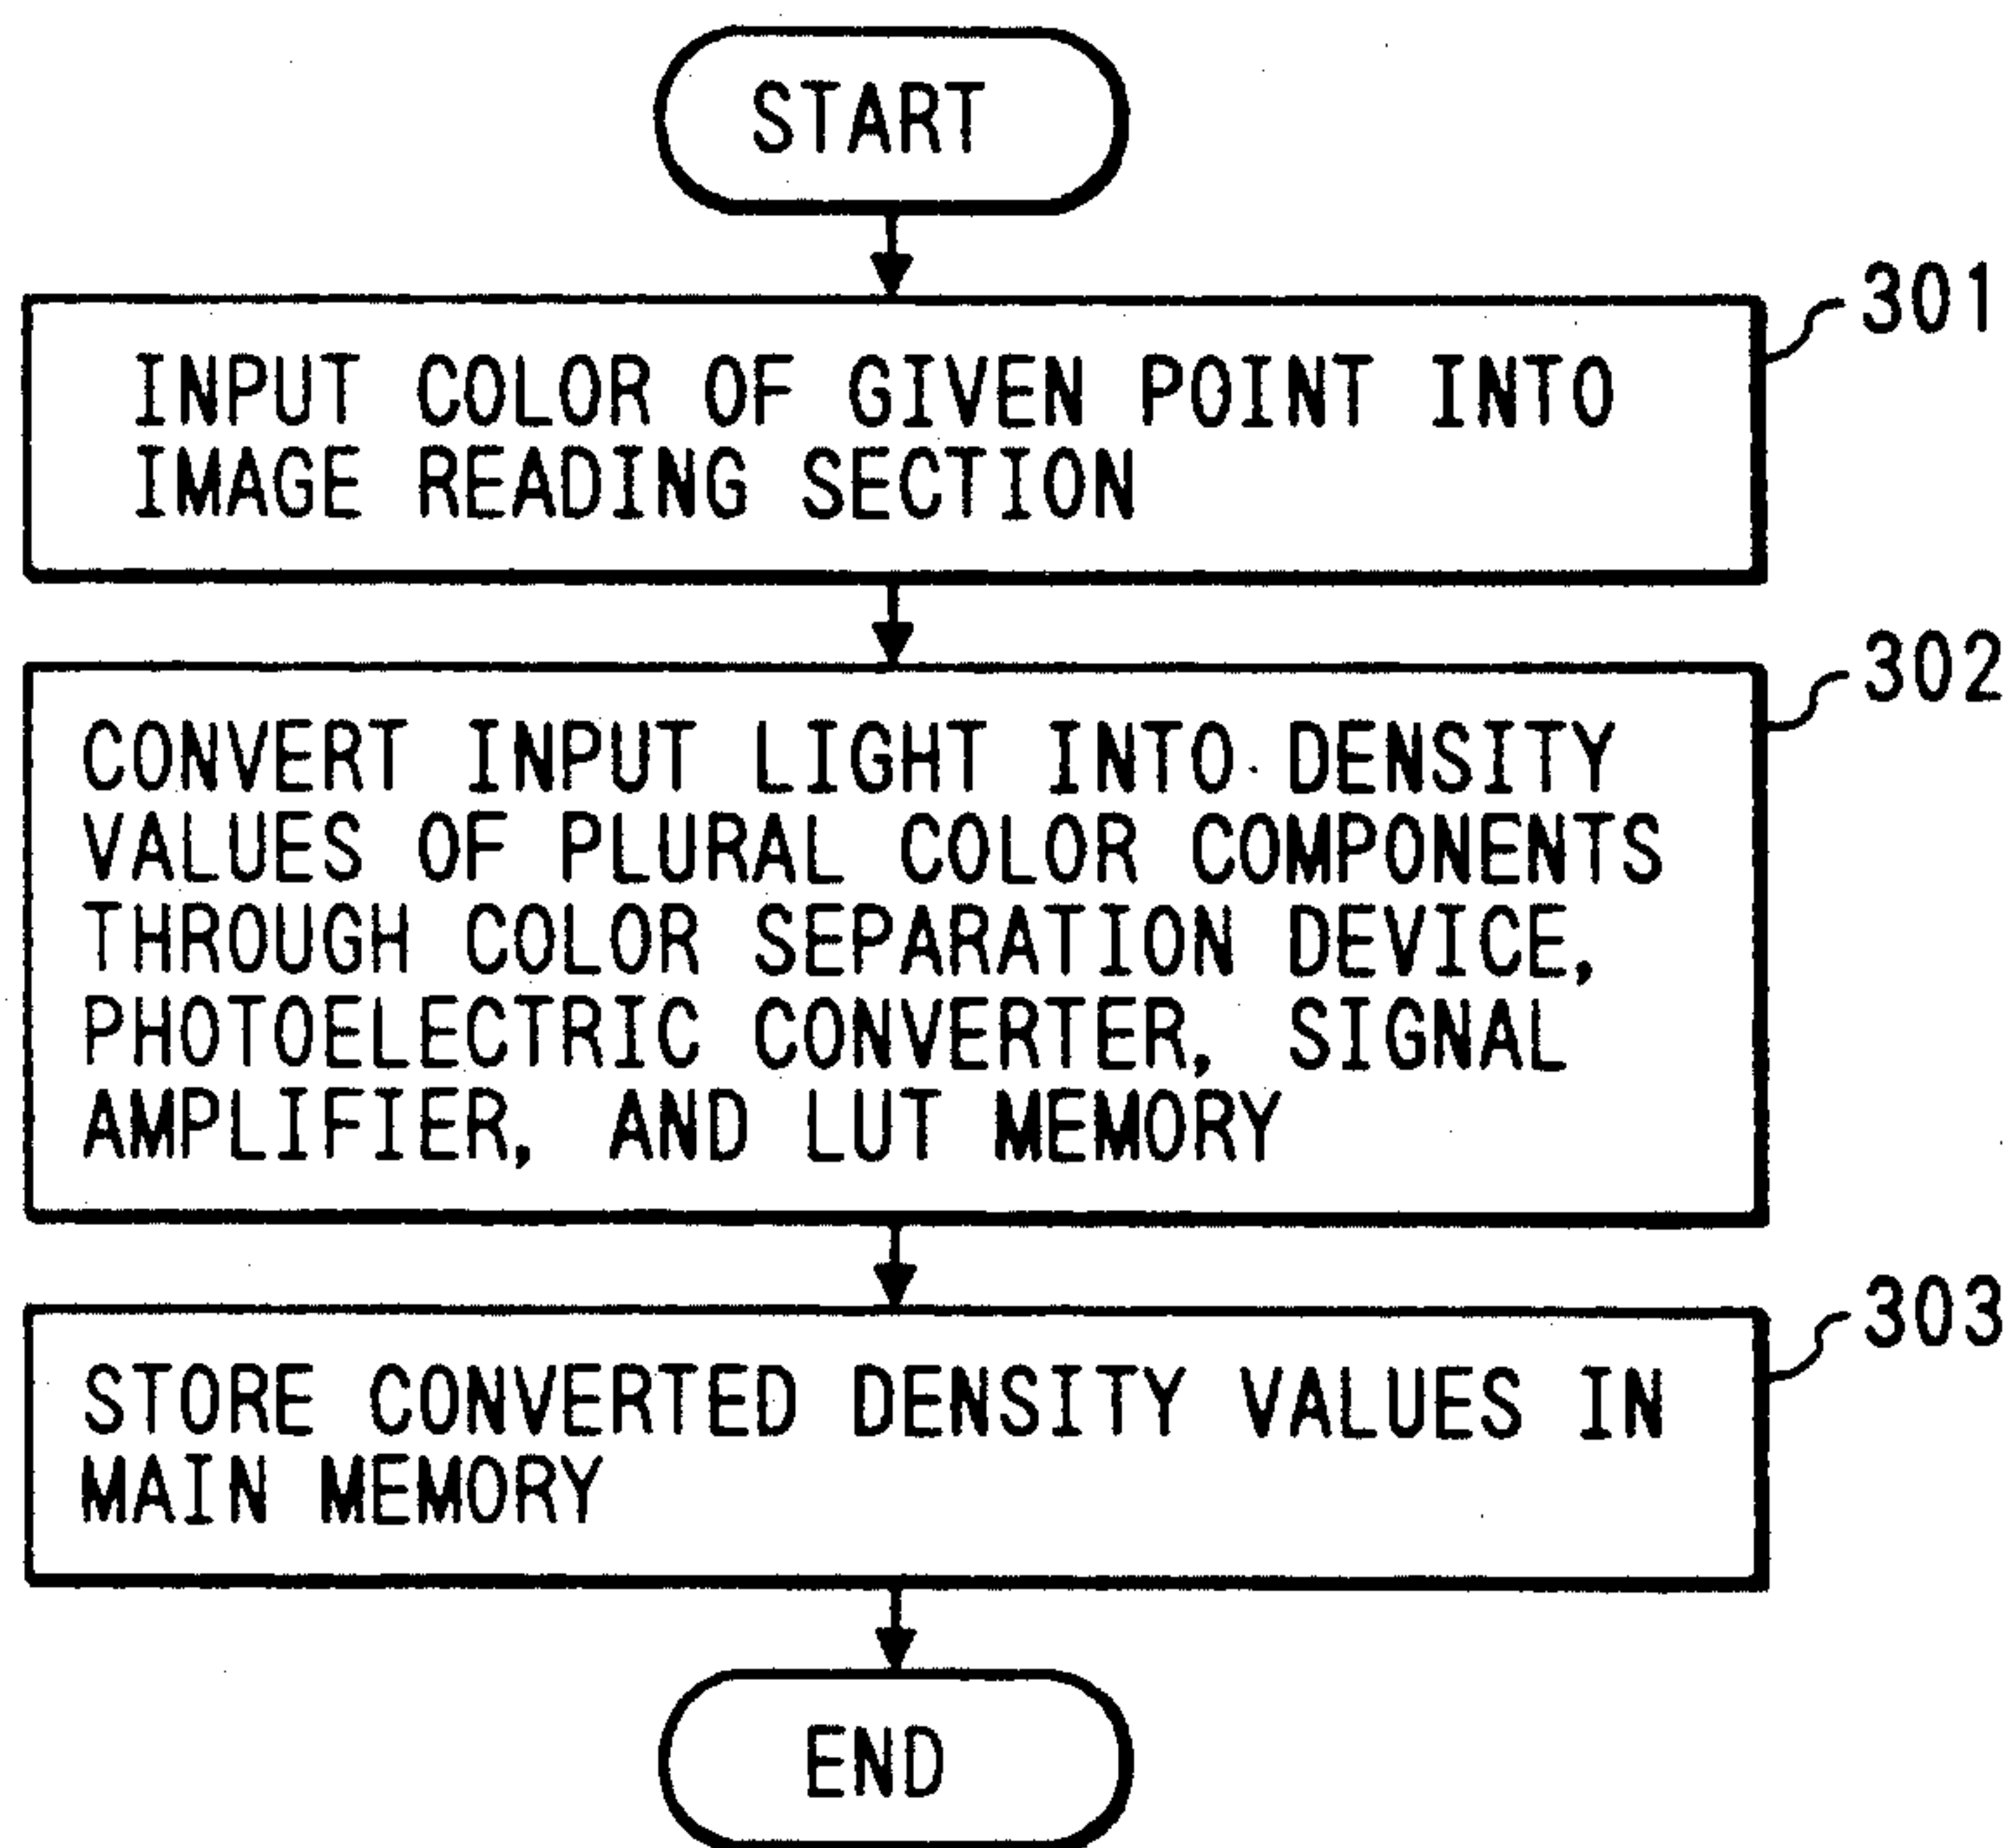 START
301
INPUT COLOR OF GIVEN POINT INTO
IMAGE READING SECTION
302
CONVERT INPUT LIGHT INTO DENSITY
VALUES OF PLURAL COLOR COMPONENTS
THROUGH COLOR SEPARATION DEVICE,
PHOTOELECTRIC CONVERTER, SIGNAL
AMPLIFIER, AND LUT MEMORY
303
STORE CONVERTED DENSITY VALUES IN
MAIN MEMORY
END